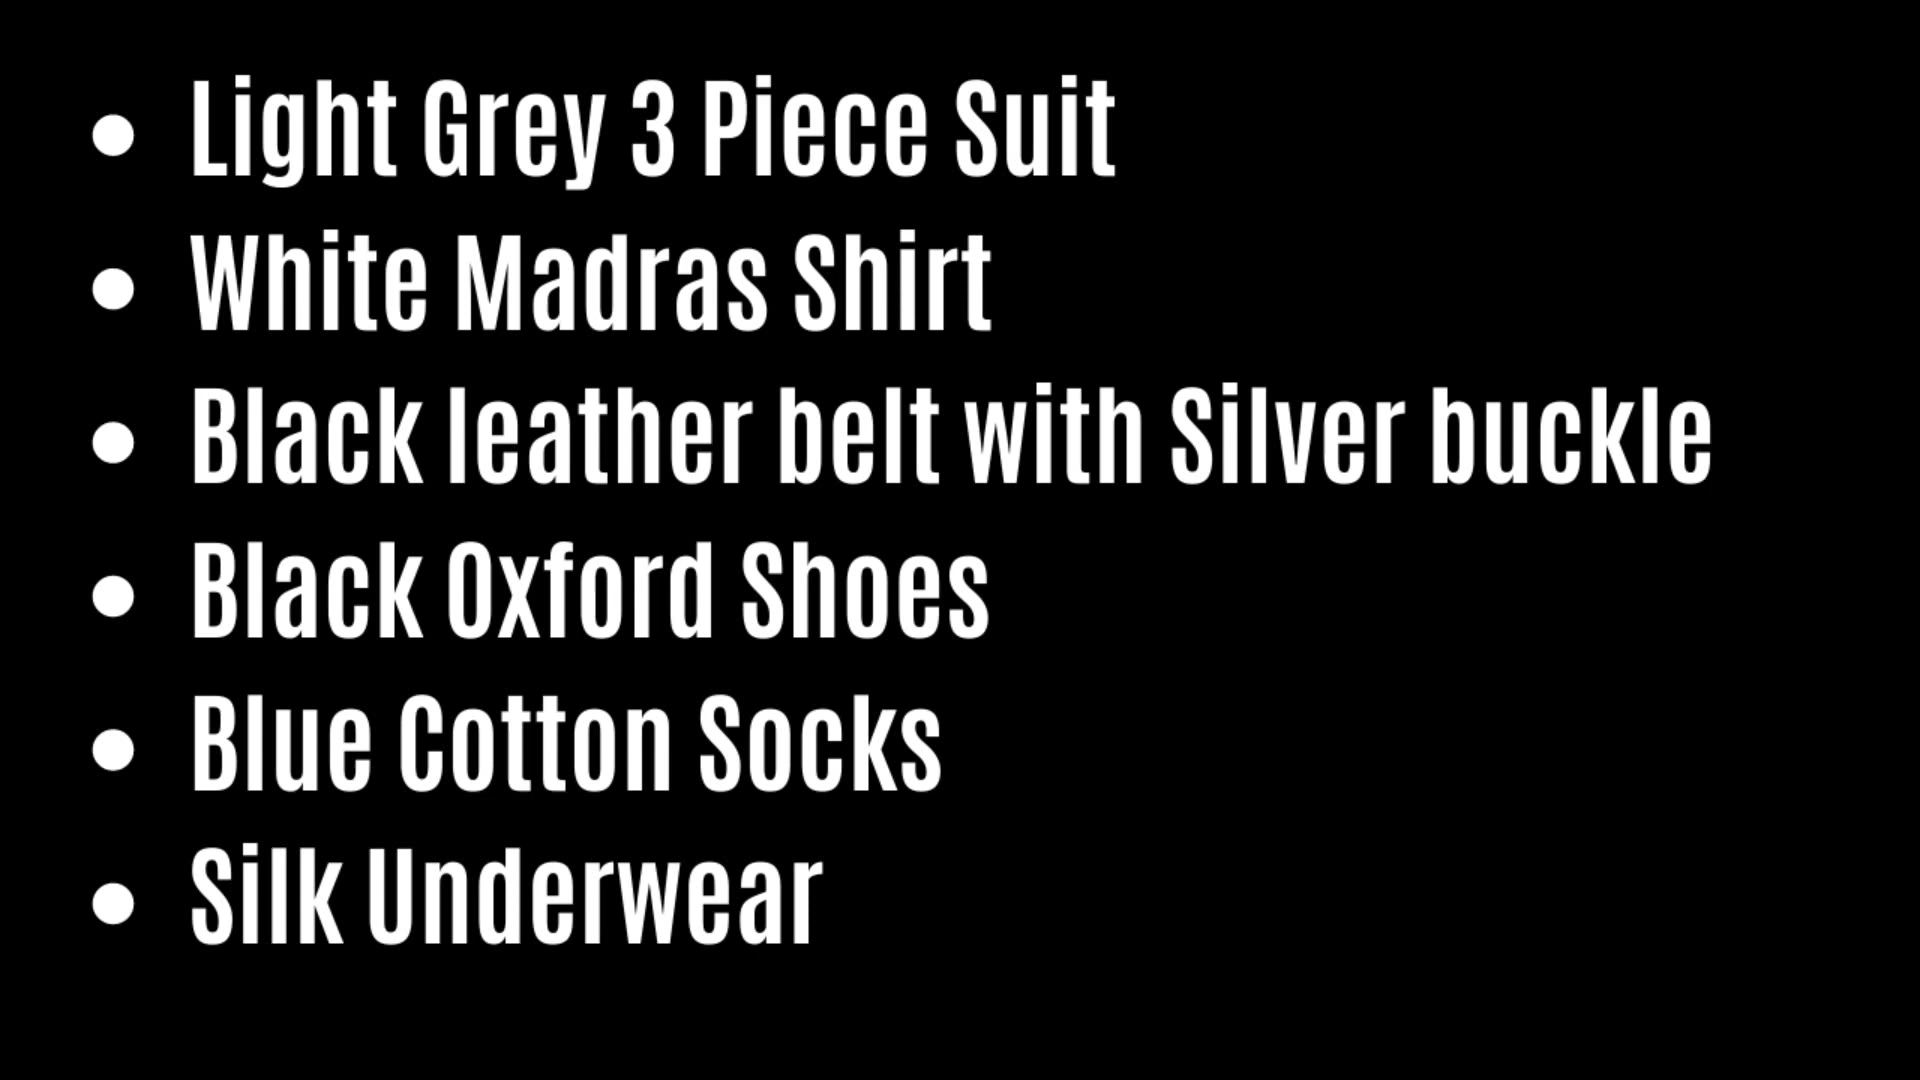 • Light Grey 3 Piece Suit
• White Madras Shirt
• Black leather belt with Silver buckle
• Black Oxford Shoes
• Blue Cotton Socks
• Silk Underwear